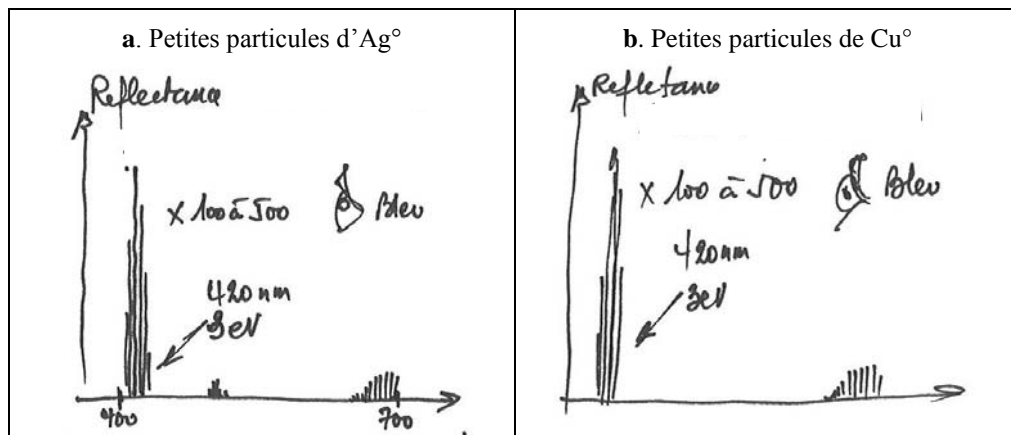 a. Petites particules d'Ag°
Reflectance
x 100 à 500
Bleu
420 nm
3eV
400
700
b. Petites particules de Cu°
Refletance
x 100 à 500
Bleu
420 nm
3eV